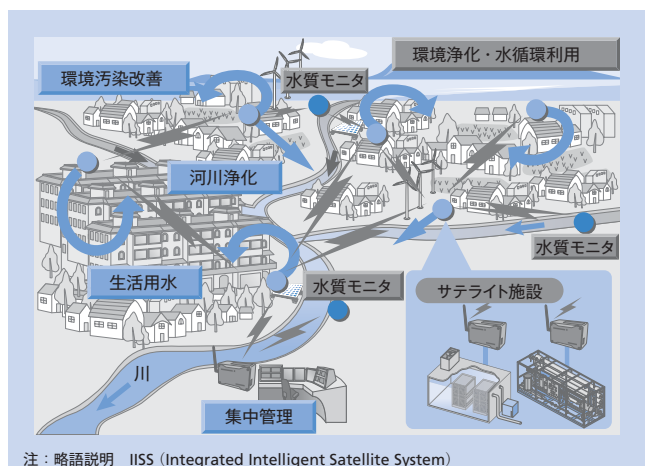 環境汚染改善
水質モニタ
環境浄化・水循環利用
河川浄化
水質モニタ
生活用水
水質モニタ
サテライト施設
川
集中管理
注：略語説明 IISS（Integrated Intelligent Satellite System）